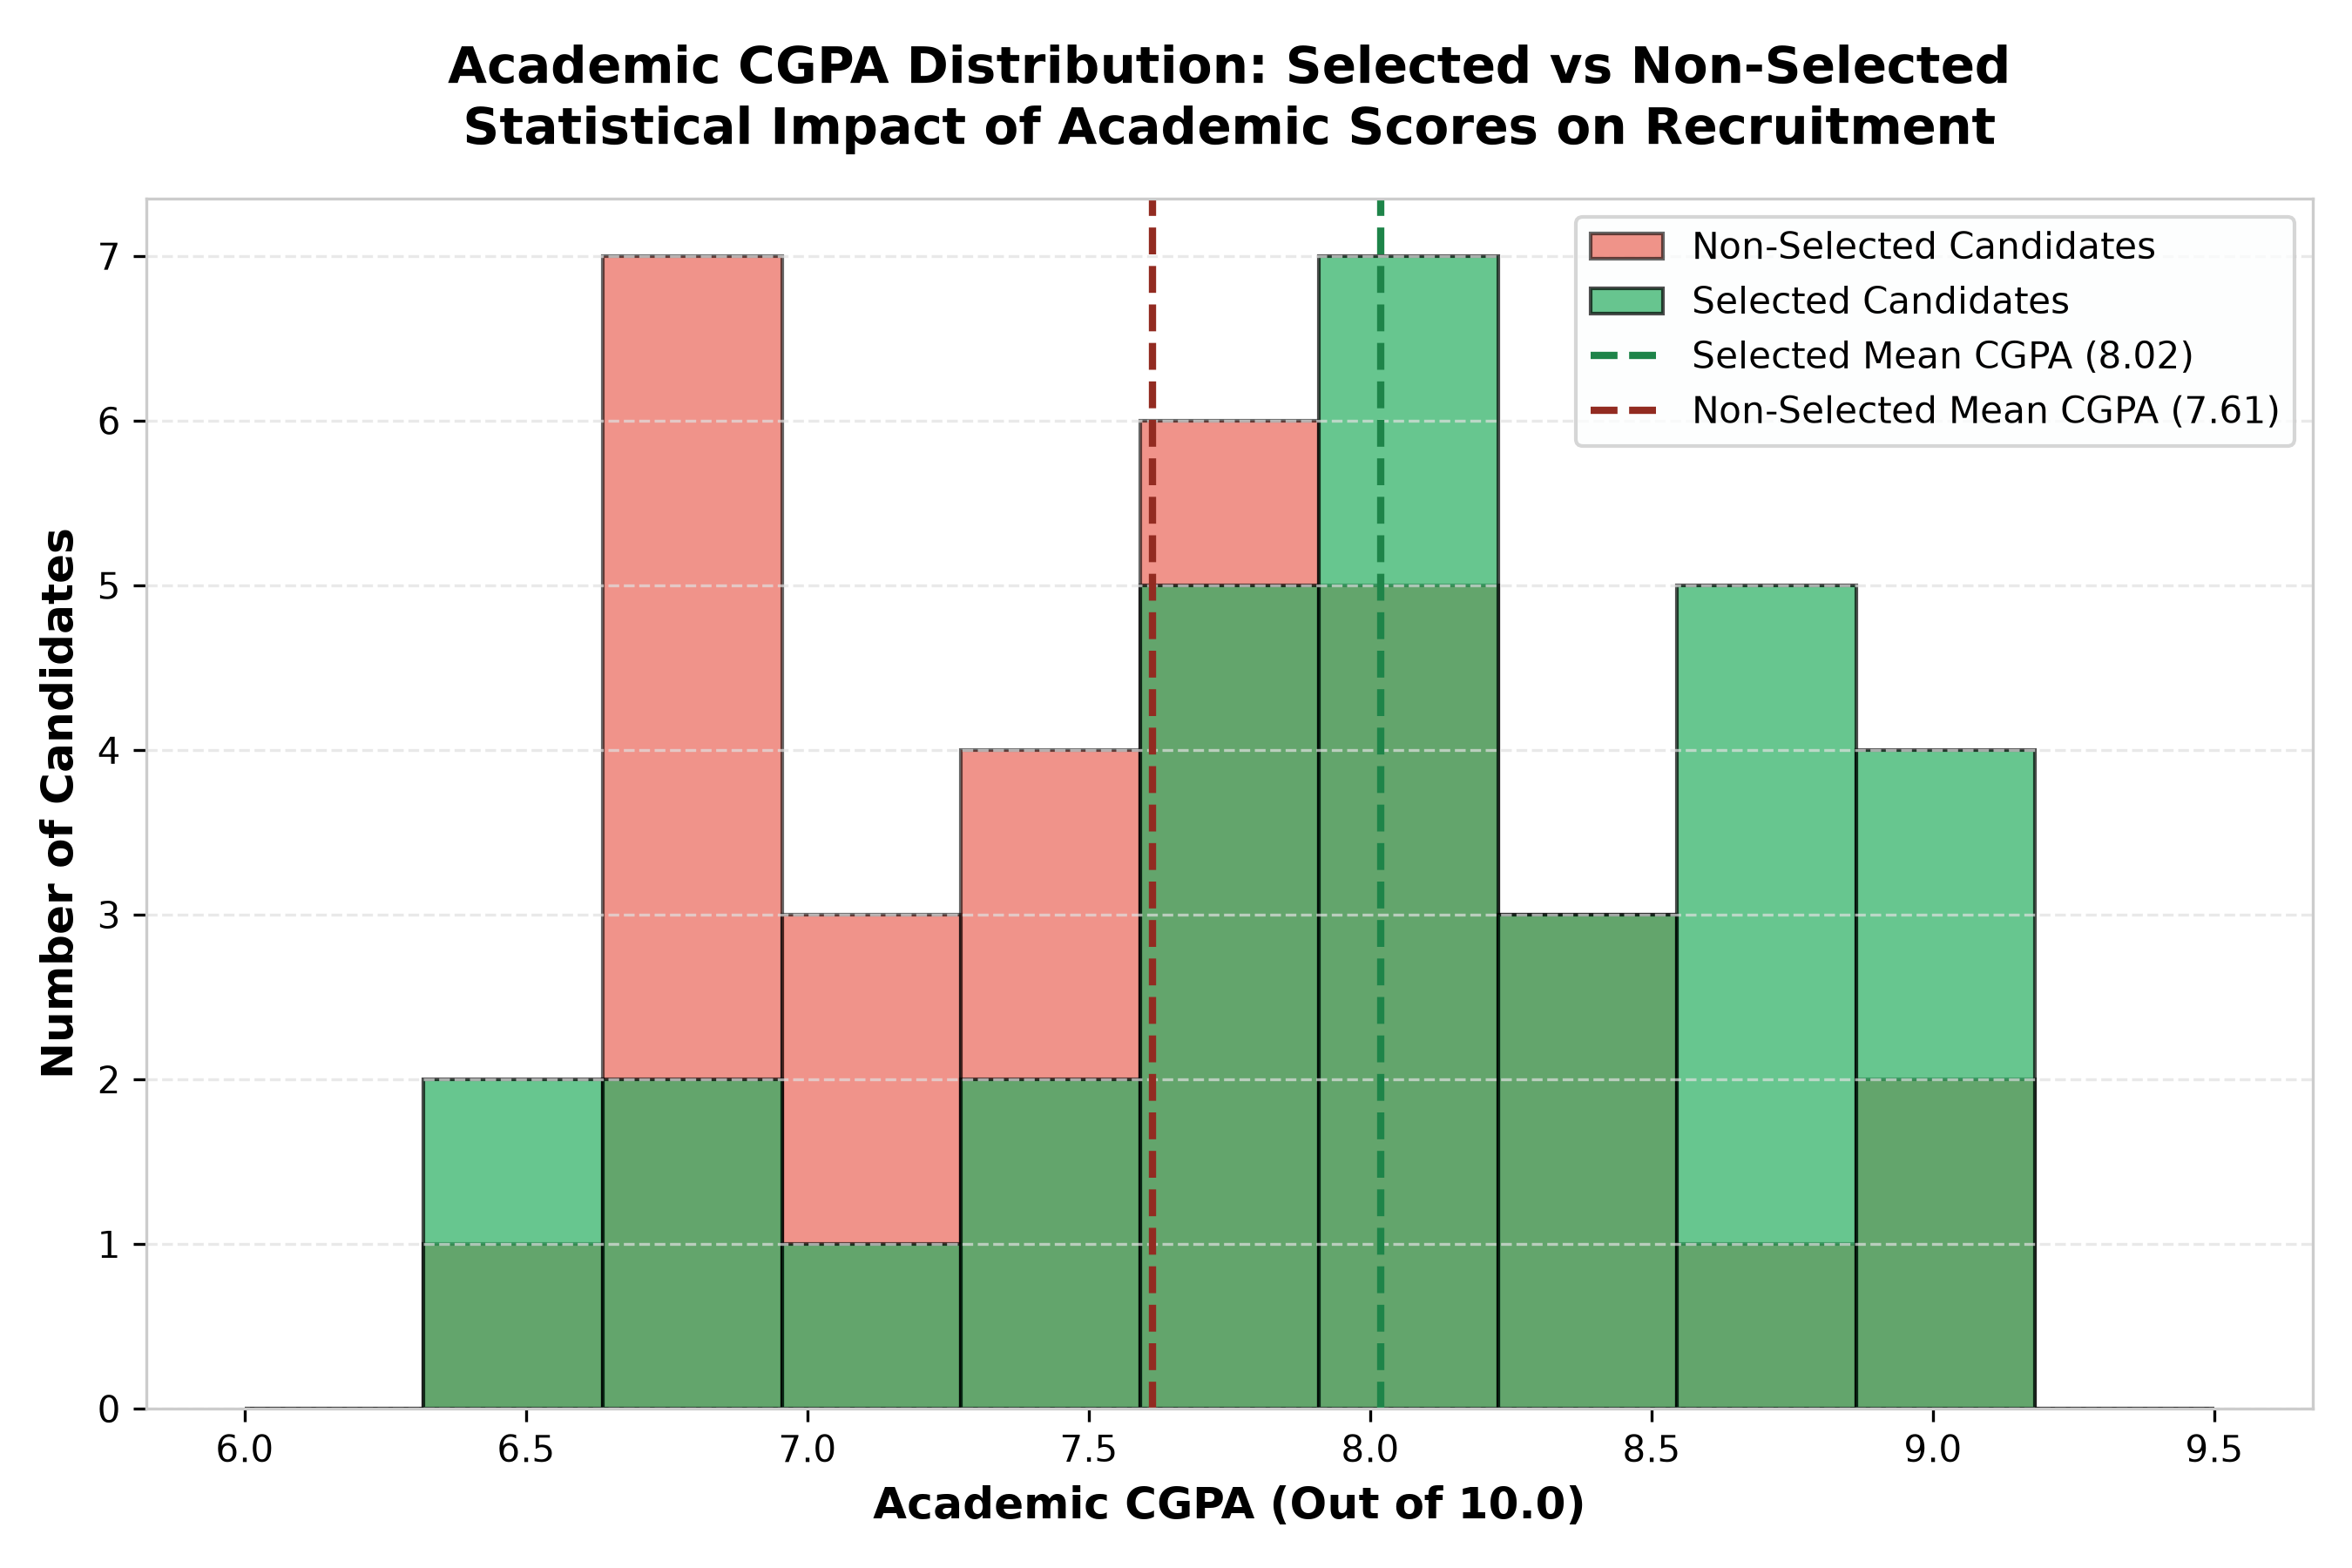 Academic CGPA Distribution: Selected vs Non-Selected
Statistical Impact of Academic Scores on Recruitment
Non-Selected Candidates
Selected Candidates
Selected Mean CGPA (8.02)
Non-Selected Mean CGPA (7.61)
Number of Candidates
7
6
5
4
3
2
1
0
6.0 6.5 7.0 7.5 8.0 8.5 9.0 9.5
Academic CGPA (Out of 10.0)